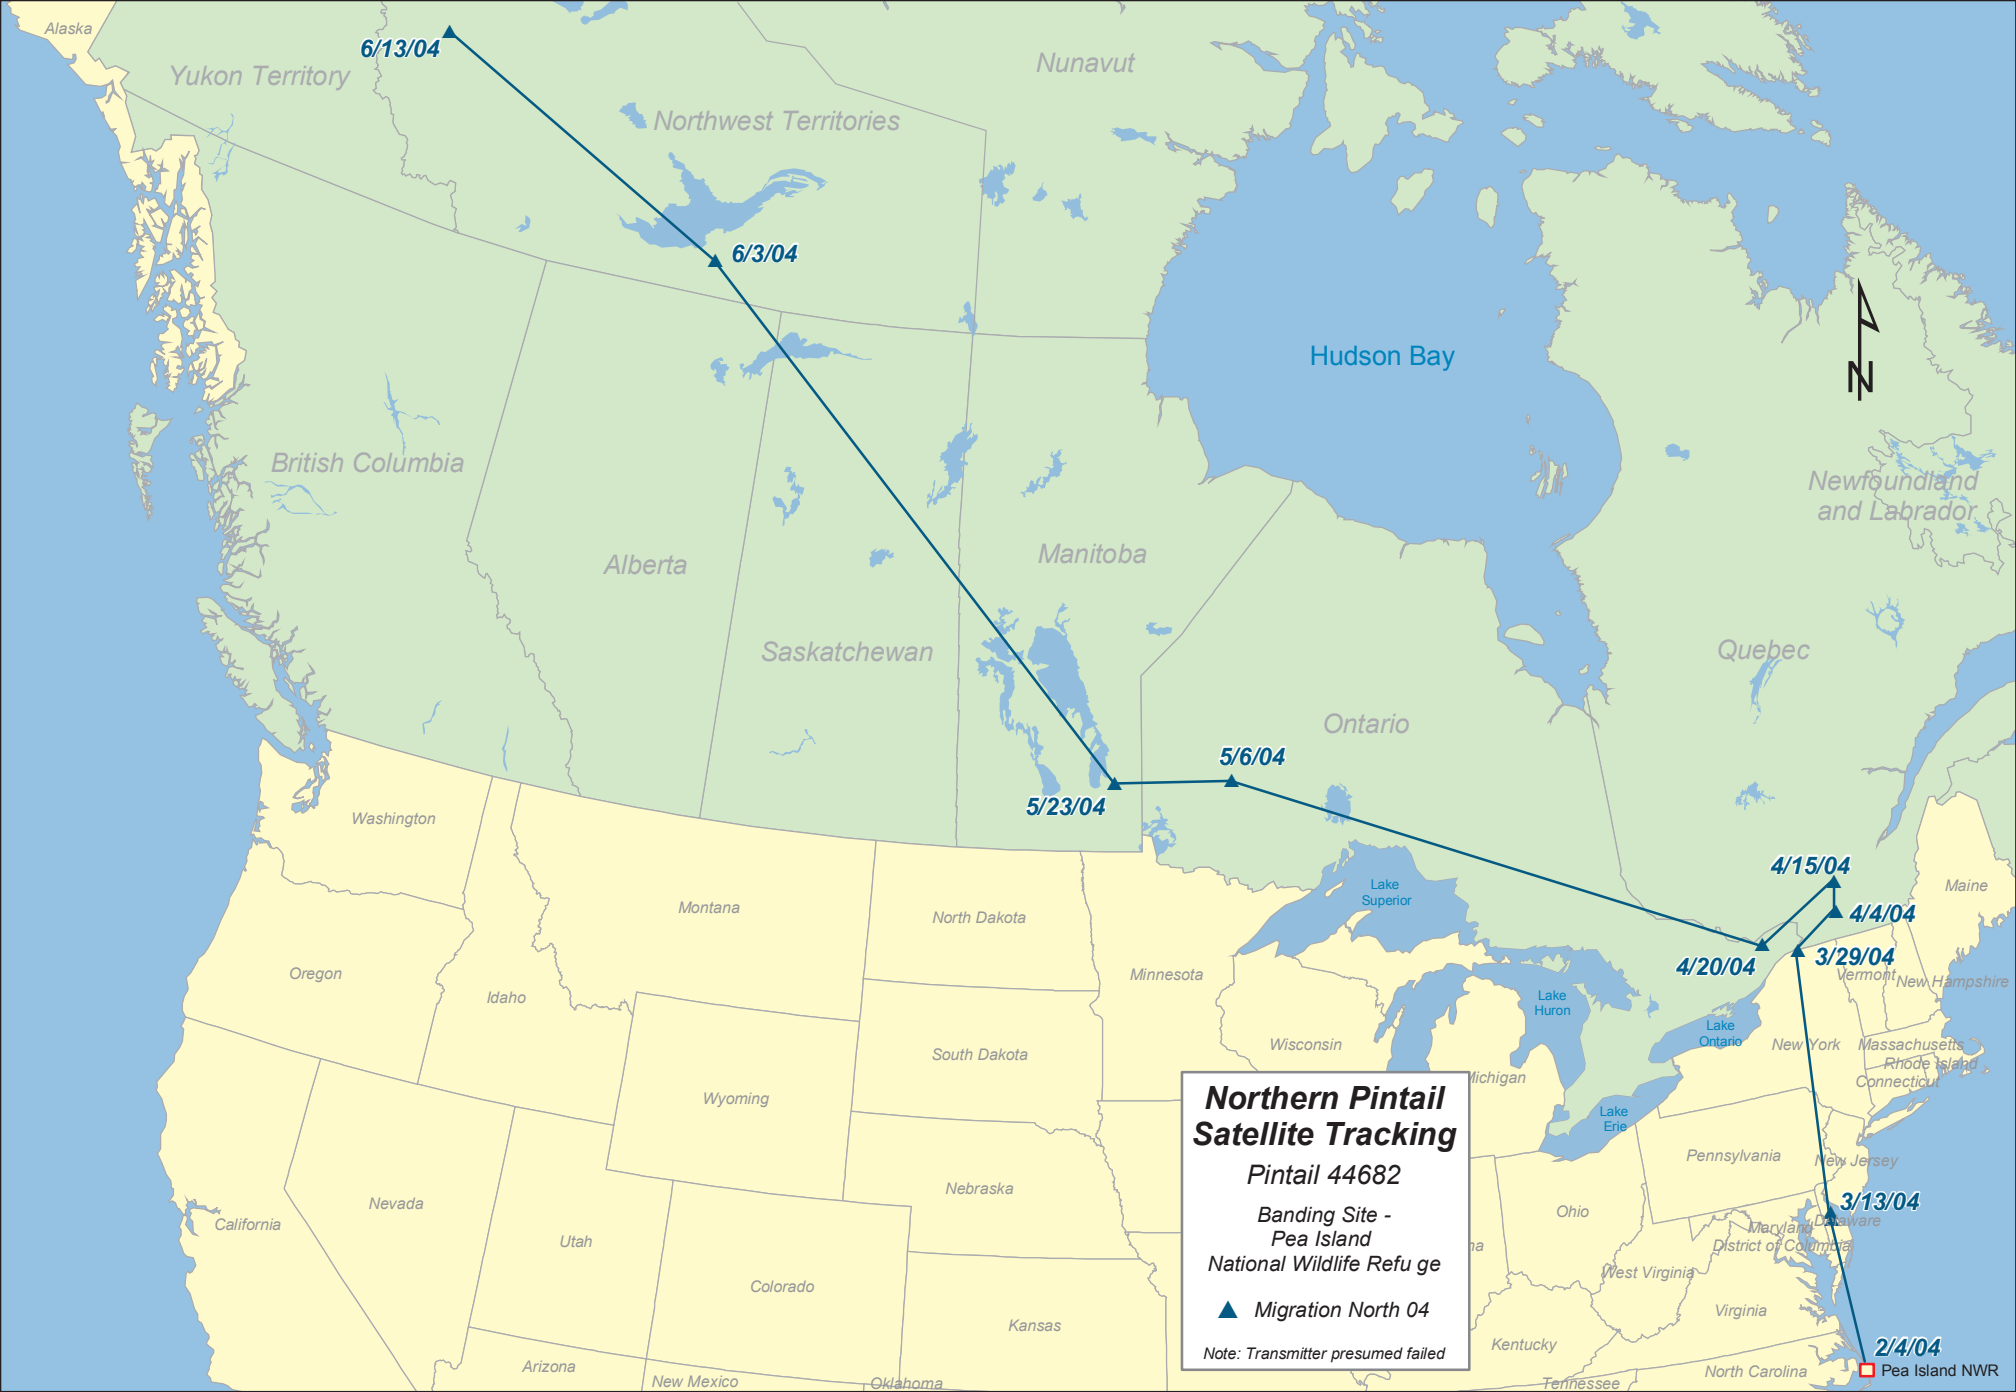 Alaska
6/13/04
Yukon Territory
Nunavut
Northwest Territories
6/3/04
Hudson Bay
N
British Columbia
Newfoundland
and Labrador
Alberta
Manitoba
Saskatchewan
Quebec
Ontario
5/6/04
5/23/04
Washington
4/15/04
Lake
Superior
Maine
Montana
North Dakota
4/4/04
Oregon
Idaho
Minnesota
4/20/04
3/29/04
Vermont
New Hampshire
Lake
Huron
Lake
Ontario
South Dakota
Wisconsin
New York
Massachusetts
Rhode Island
Connecticut
Michigan
Wyoming
Lake
Erie
Northern Pintail
Satellite Tracking
Pintail 44682
Banding Site -
Pea Island
National Wildlife Refu ge
Migration North 04
Note: Transmitter presumed failed
Pennsylvania
New Jersey
Nebraska
Nevada
California
Ohio
3/13/04
Delaware
Maryland
District of Columbia
Utah
na
West Virginia
Colorado
Virginia
Kansas
Kentucky
2/4/04
Pea Island NWR
Arizona
New Mexico
Oklahoma
Tennessee
North Carolina